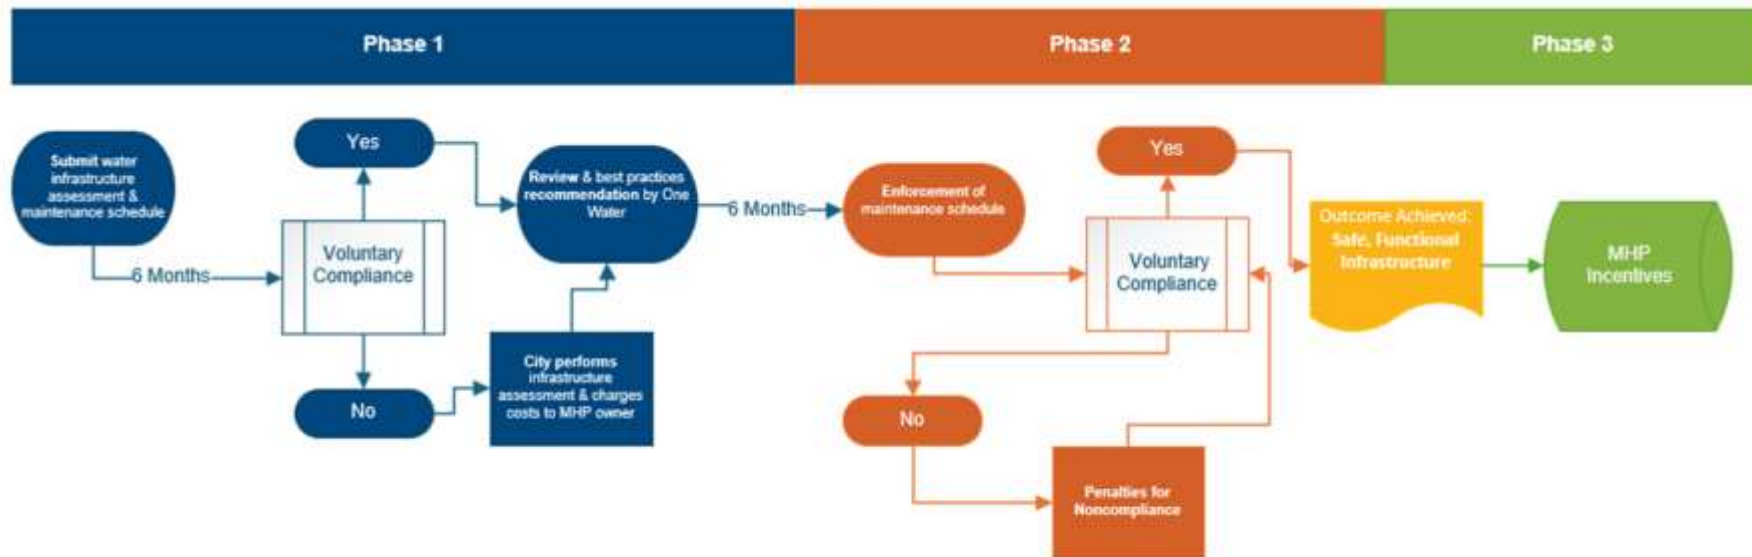 Phase 1
Phase 2
Phase 3
Submit water
infrastructure
assessment &
maintenance schedule
6 Months
Yes
Voluntary
Compliance
No
Review & best practices
recommendation by One
Water
City performs
infrastructure
assessment & charges
costs to MHP owner
6 Months
Enforcement of
maintenance schedule
Yes
Voluntary
Compliance
No
Penalties for
Noncompliance
Outcome Achieved:
Safe, Functional
Infrastructure
MHP
Incentives